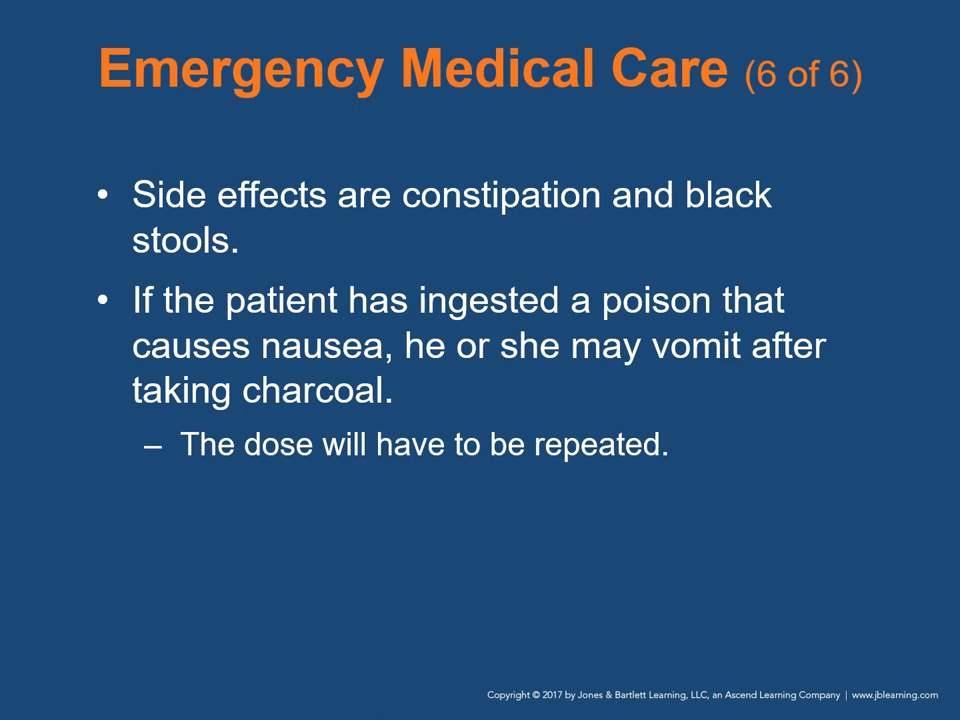 Emergency Medical Care (6 of 6)
• Side effects are constipation and black
stools.
• If the patient has ingested a poison that
causes nausea, he or she may vomit after
taking charcoal.
– The dose will have to be repeated.
Copyright © 2017 by Jones & Bartlett Learning, LLC, an Ascend Learning Company | www.jblearning.com